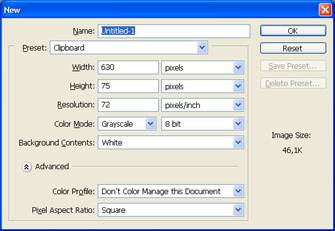 New
Name: Untitled-1 OK
Preset: Clipboard Reset
Width: 630 pixels Save Preset...
Height: 75 pixels Delete Preset...
Resolution: 72 pixels/inch
Color Mode: Grayscale 8 bit Image Size:
Background Contents: White 46,1K
Advanced
Color Profile: Don't Color Manage this Document
Pixel Aspect Ratio: Square